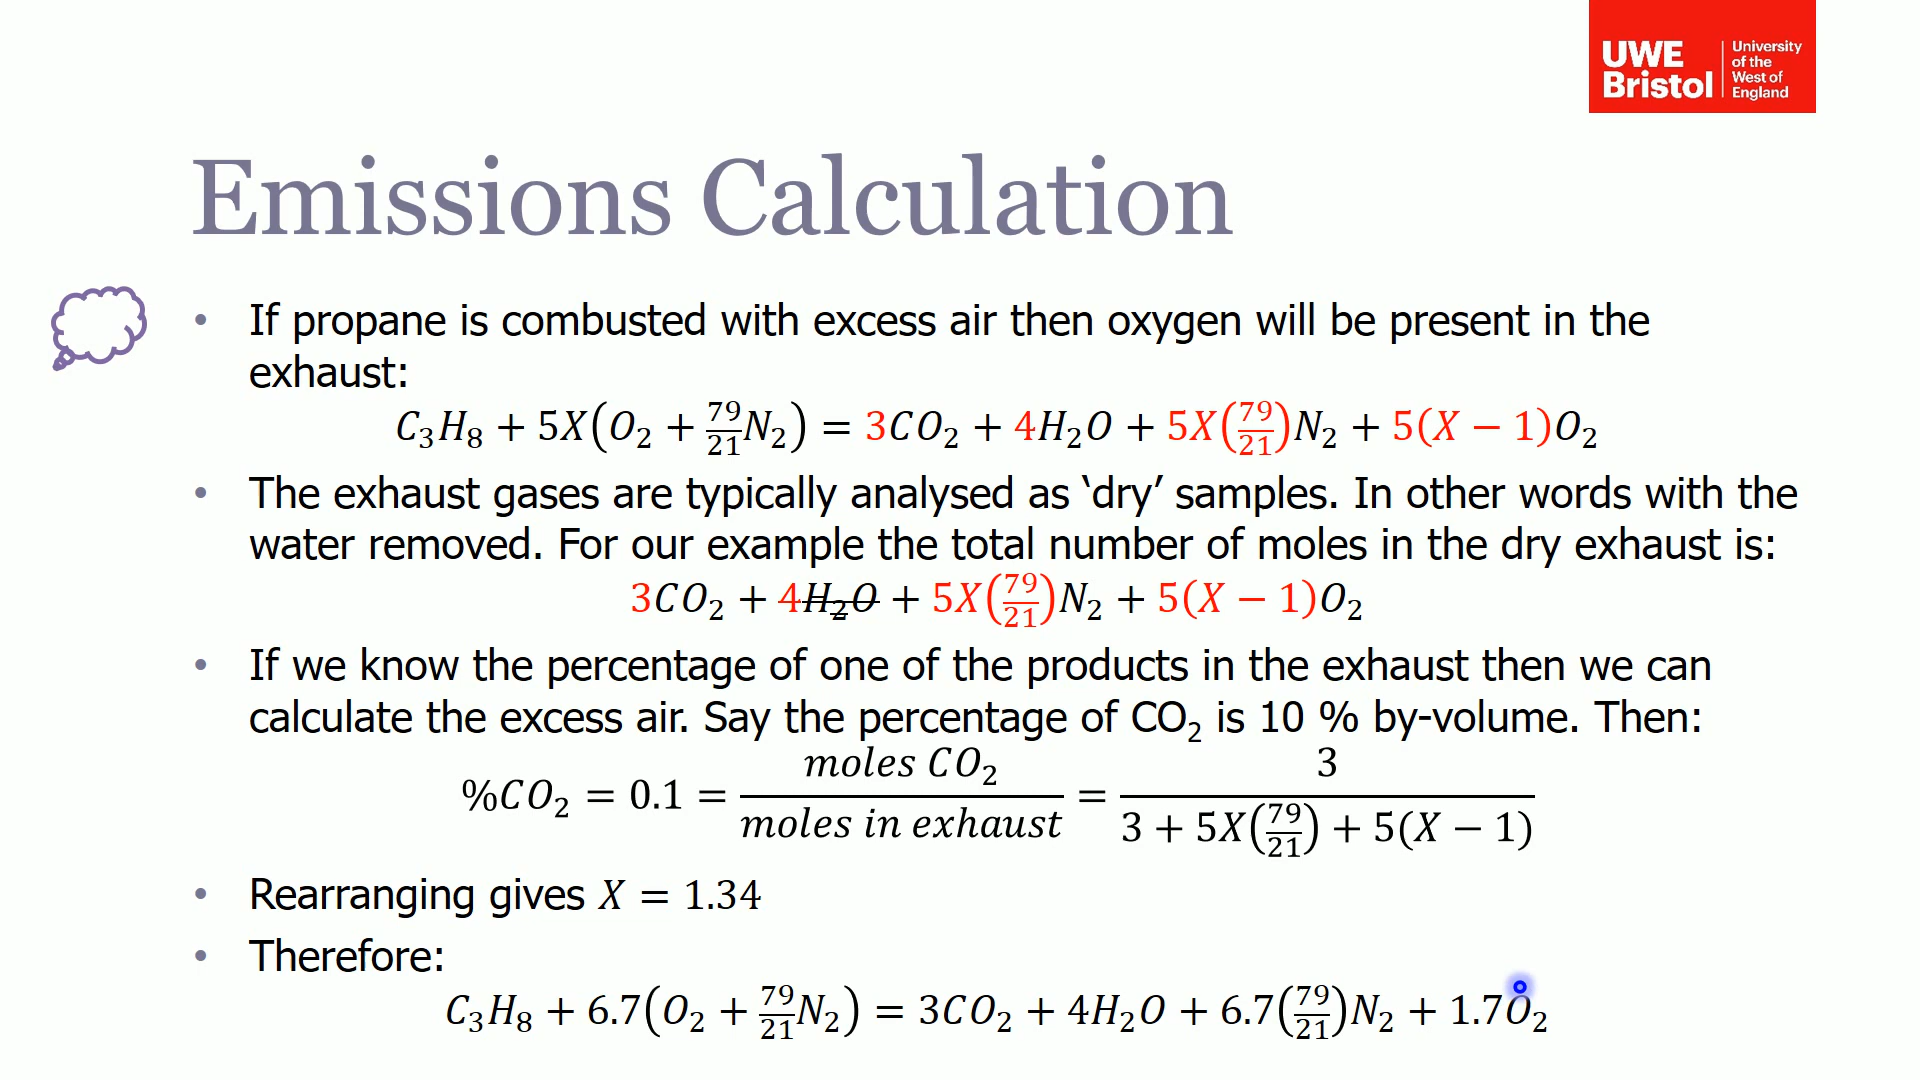 UWE
Bristol
University
of the
West of
England
Emissions Calculation
• If propane is combusted with excess air then oxygen will be present in the
exhaust:
C₃H₈ + 5X(O₂ + 79/21 N₂) = 3CO₂ + 4H₂O + 5X(79/21)N₂ + 5(X − 1)O₂
• The exhaust gases are typically analysed as ‘dry’ samples. In other words with the
water removed. For our example the total number of moles in the dry exhaust is:
3CO₂ + 4H₂O + 5X(79/21)N₂ + 5(X − 1)O₂
• If we know the percentage of one of the products in the exhaust then we can
calculate the excess air. Say the percentage of CO₂ is 10 % by-volume. Then:
%CO₂ = 0.1 = moles CO₂ / moles in exhaust = 3 / (3 + 5X(79/21) + 5(X − 1))
• Rearranging gives X = 1.34
• Therefore:
C₃H₈ + 6.7(O₂ + 79/21 N₂) = 3CO₂ + 4H₂O + 6.7(79/21)N₂ + 1.7O₂